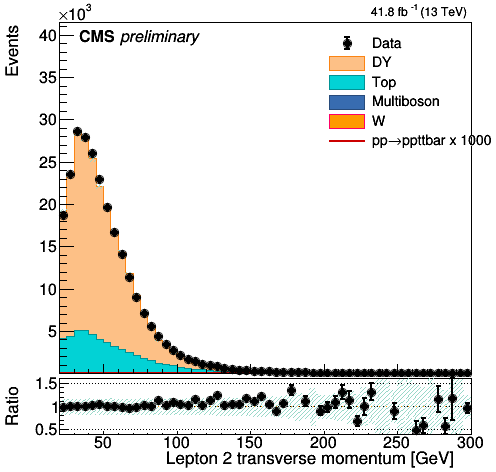 ×10³
41.8 fb⁻¹ (13 TeV)
CMS preliminary
Events
Data
DY
Top
Multiboson
W
pp→ppttbar x 1000
40
35
30
25
20
15
10
5
Ratio
1.5
1
0.5
50 100 150 200 250 300
Lepton 2 transverse momentum [GeV]